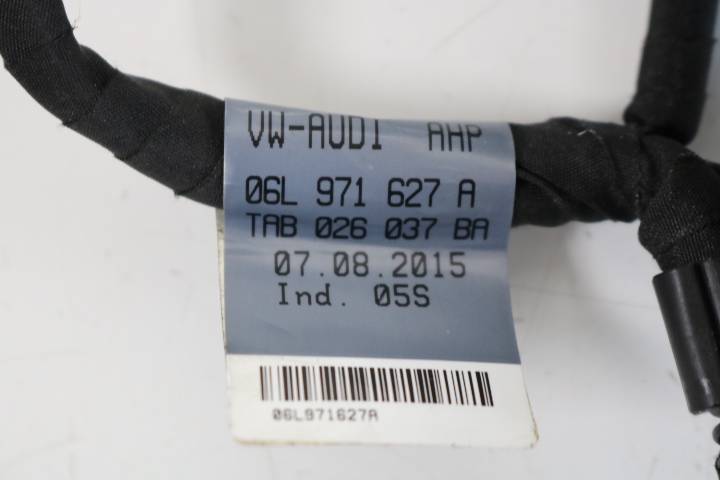 VW-AUDI AHP
06L 971 627 A
TAB 026 037 BA
07.08.2015
Ind. 05S
06L971627A